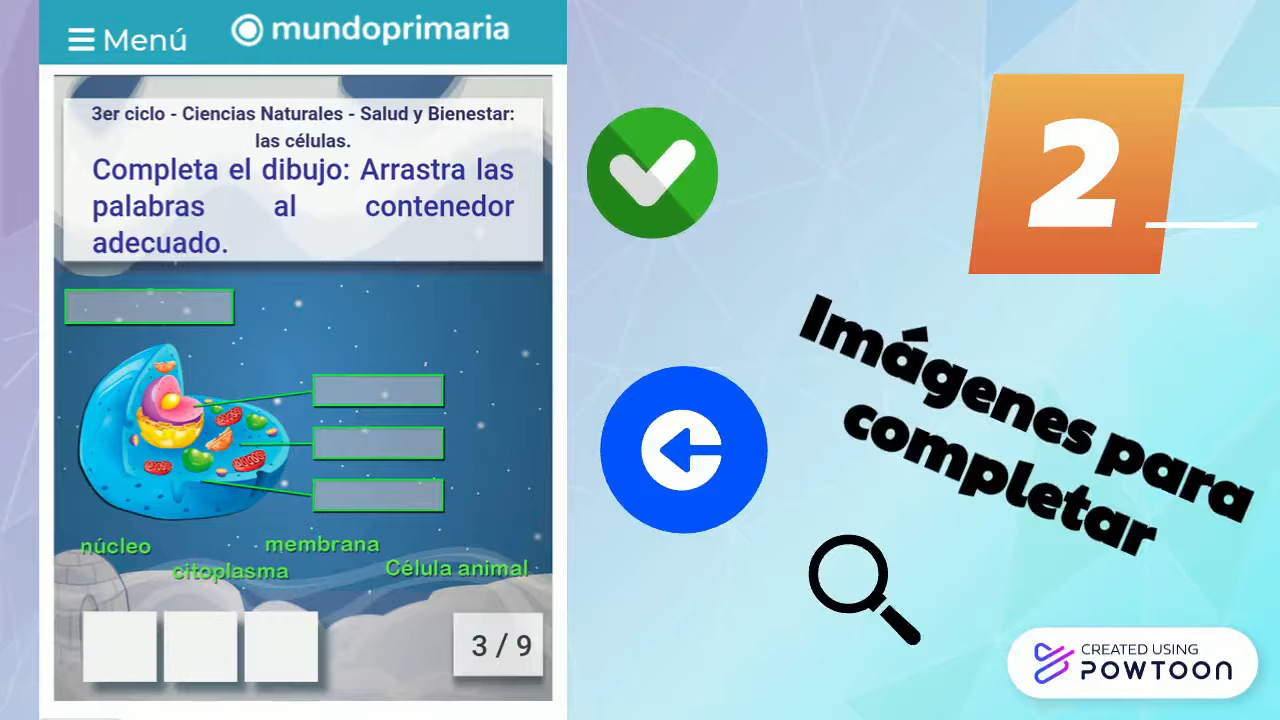 Menú
mundoprimaria
3er ciclo - Ciencias Naturales - Salud y Bienestar:
las células.
Completa el dibujo: Arrastra las
palabras al contenedor
adecuado.
núcleo
membrana
citoplasma
Célula animal
3 / 9
2
Imágenes para
completar
CREATED USING
POWTOON